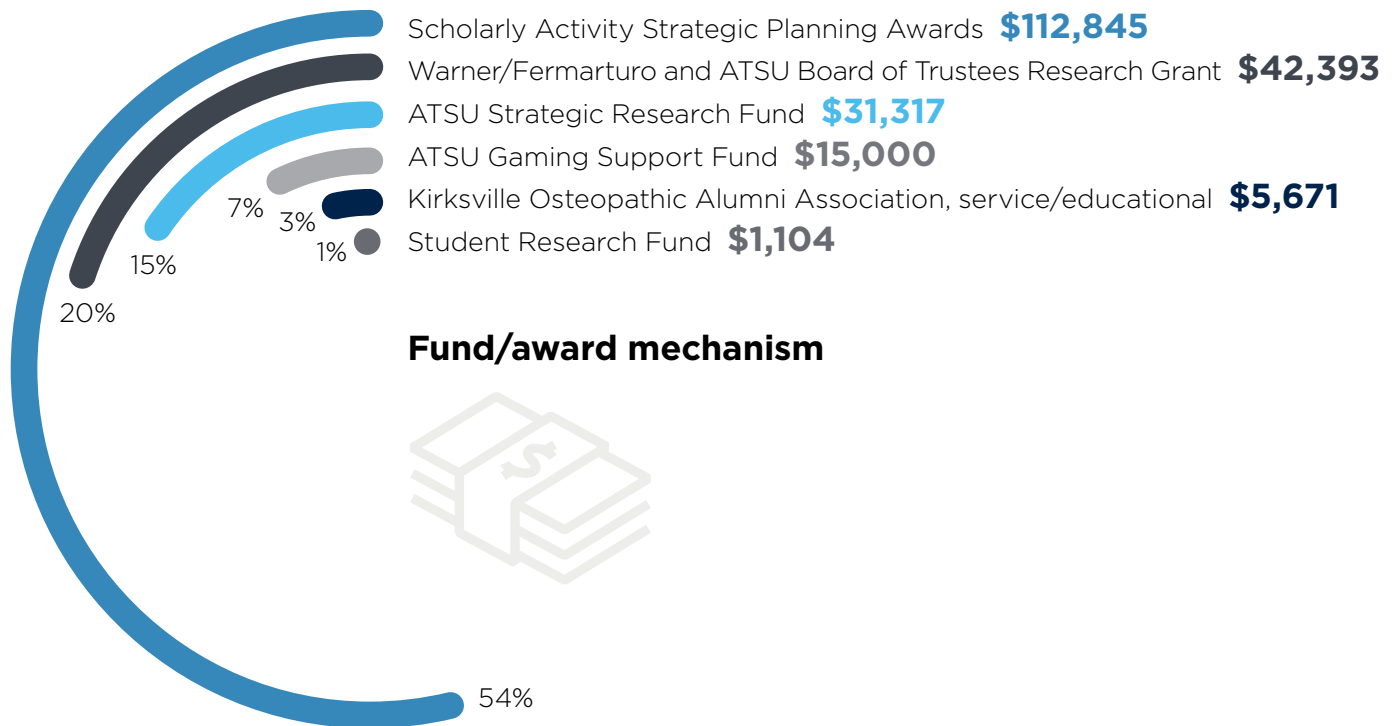 Scholarly Activity Strategic Planning Awards $112,845
Warner/Fermarturo and ATSU Board of Trustees Research Grant $42,393
ATSU Strategic Research Fund $31,317
ATSU Gaming Support Fund $15,000
Kirksville Osteopathic Alumni Association, service/educational $5,671
Student Research Fund $1,104
7%
3%
1%
15%
20%
Fund/award mechanism
$
54%